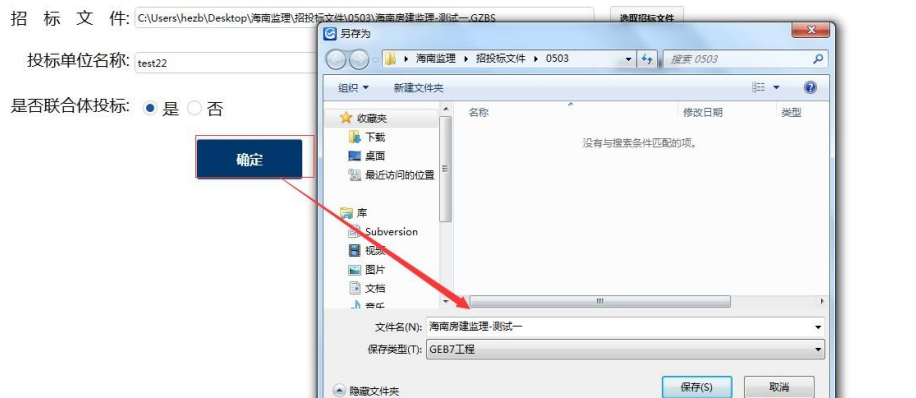 招 标 文 件: C:\Users\hezb\Desktop\海南监理\招投标文件\0503\海南房建监理-测试一.GZBS 选取招标文件
另存为
海南监理 招投标文件 0503 搜索 0503
投标单位名称: test22
组织 新建文件夹
是否联合体投标: 是 否
确定
收藏夹
下载
桌面
最近访问的位置
库
Subversion
视频
图片
文档
音乐
名称 修改日期 类型
没有与搜索条件匹配的项。
文件名(N): 海南房建监理-测试一
保存类型(T): GEB7工程
隐藏文件夹 保存(S) 取消